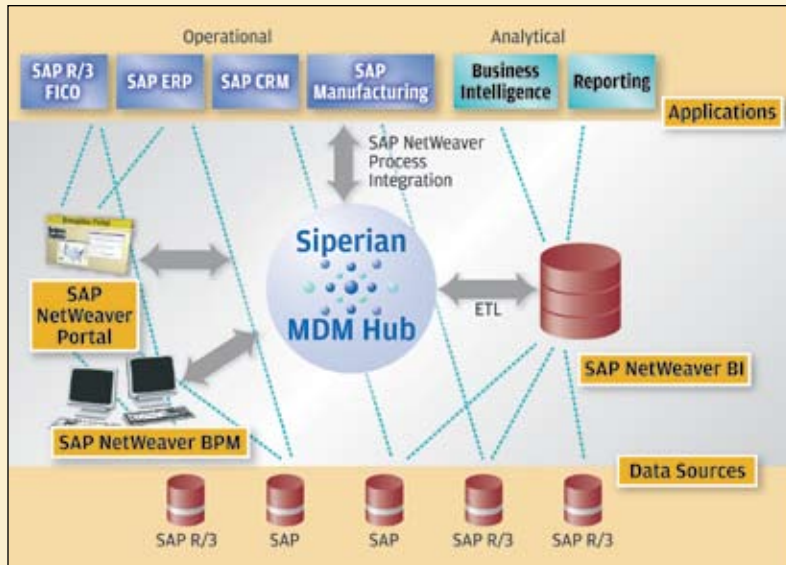 Operational
Analytical
SAP R/3
FICO
SAP ERP
SAP CRM
SAP
Manufacturing
Business
Intelligence
Reporting
Applications
SAP NetWeaver
Process
Integration
Siperian
MDM Hub
ETL
SAP
NetWeaver
Portal
SAP NetWeaver BI
SAP NetWeaver BPM
Data Sources
SAP R/3
SAP
SAP
SAP R/3
SAP R/3